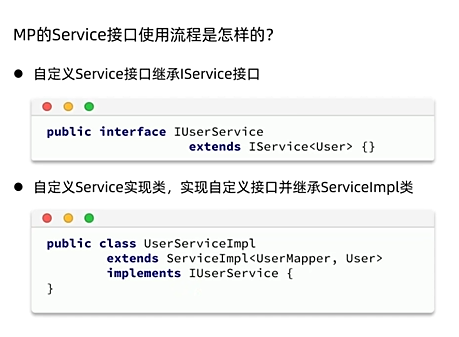 MP的Service接口使用流程是怎样的?
● 自定义Service接口继承IService接口
public interface IUserService
extends IService<User> {}
● 自定义Service实现类，实现自定义接口并继承ServiceImpl类
public class UserServiceImpl
extends ServiceImpl<UserMapper, User>
implements IUserService {
}